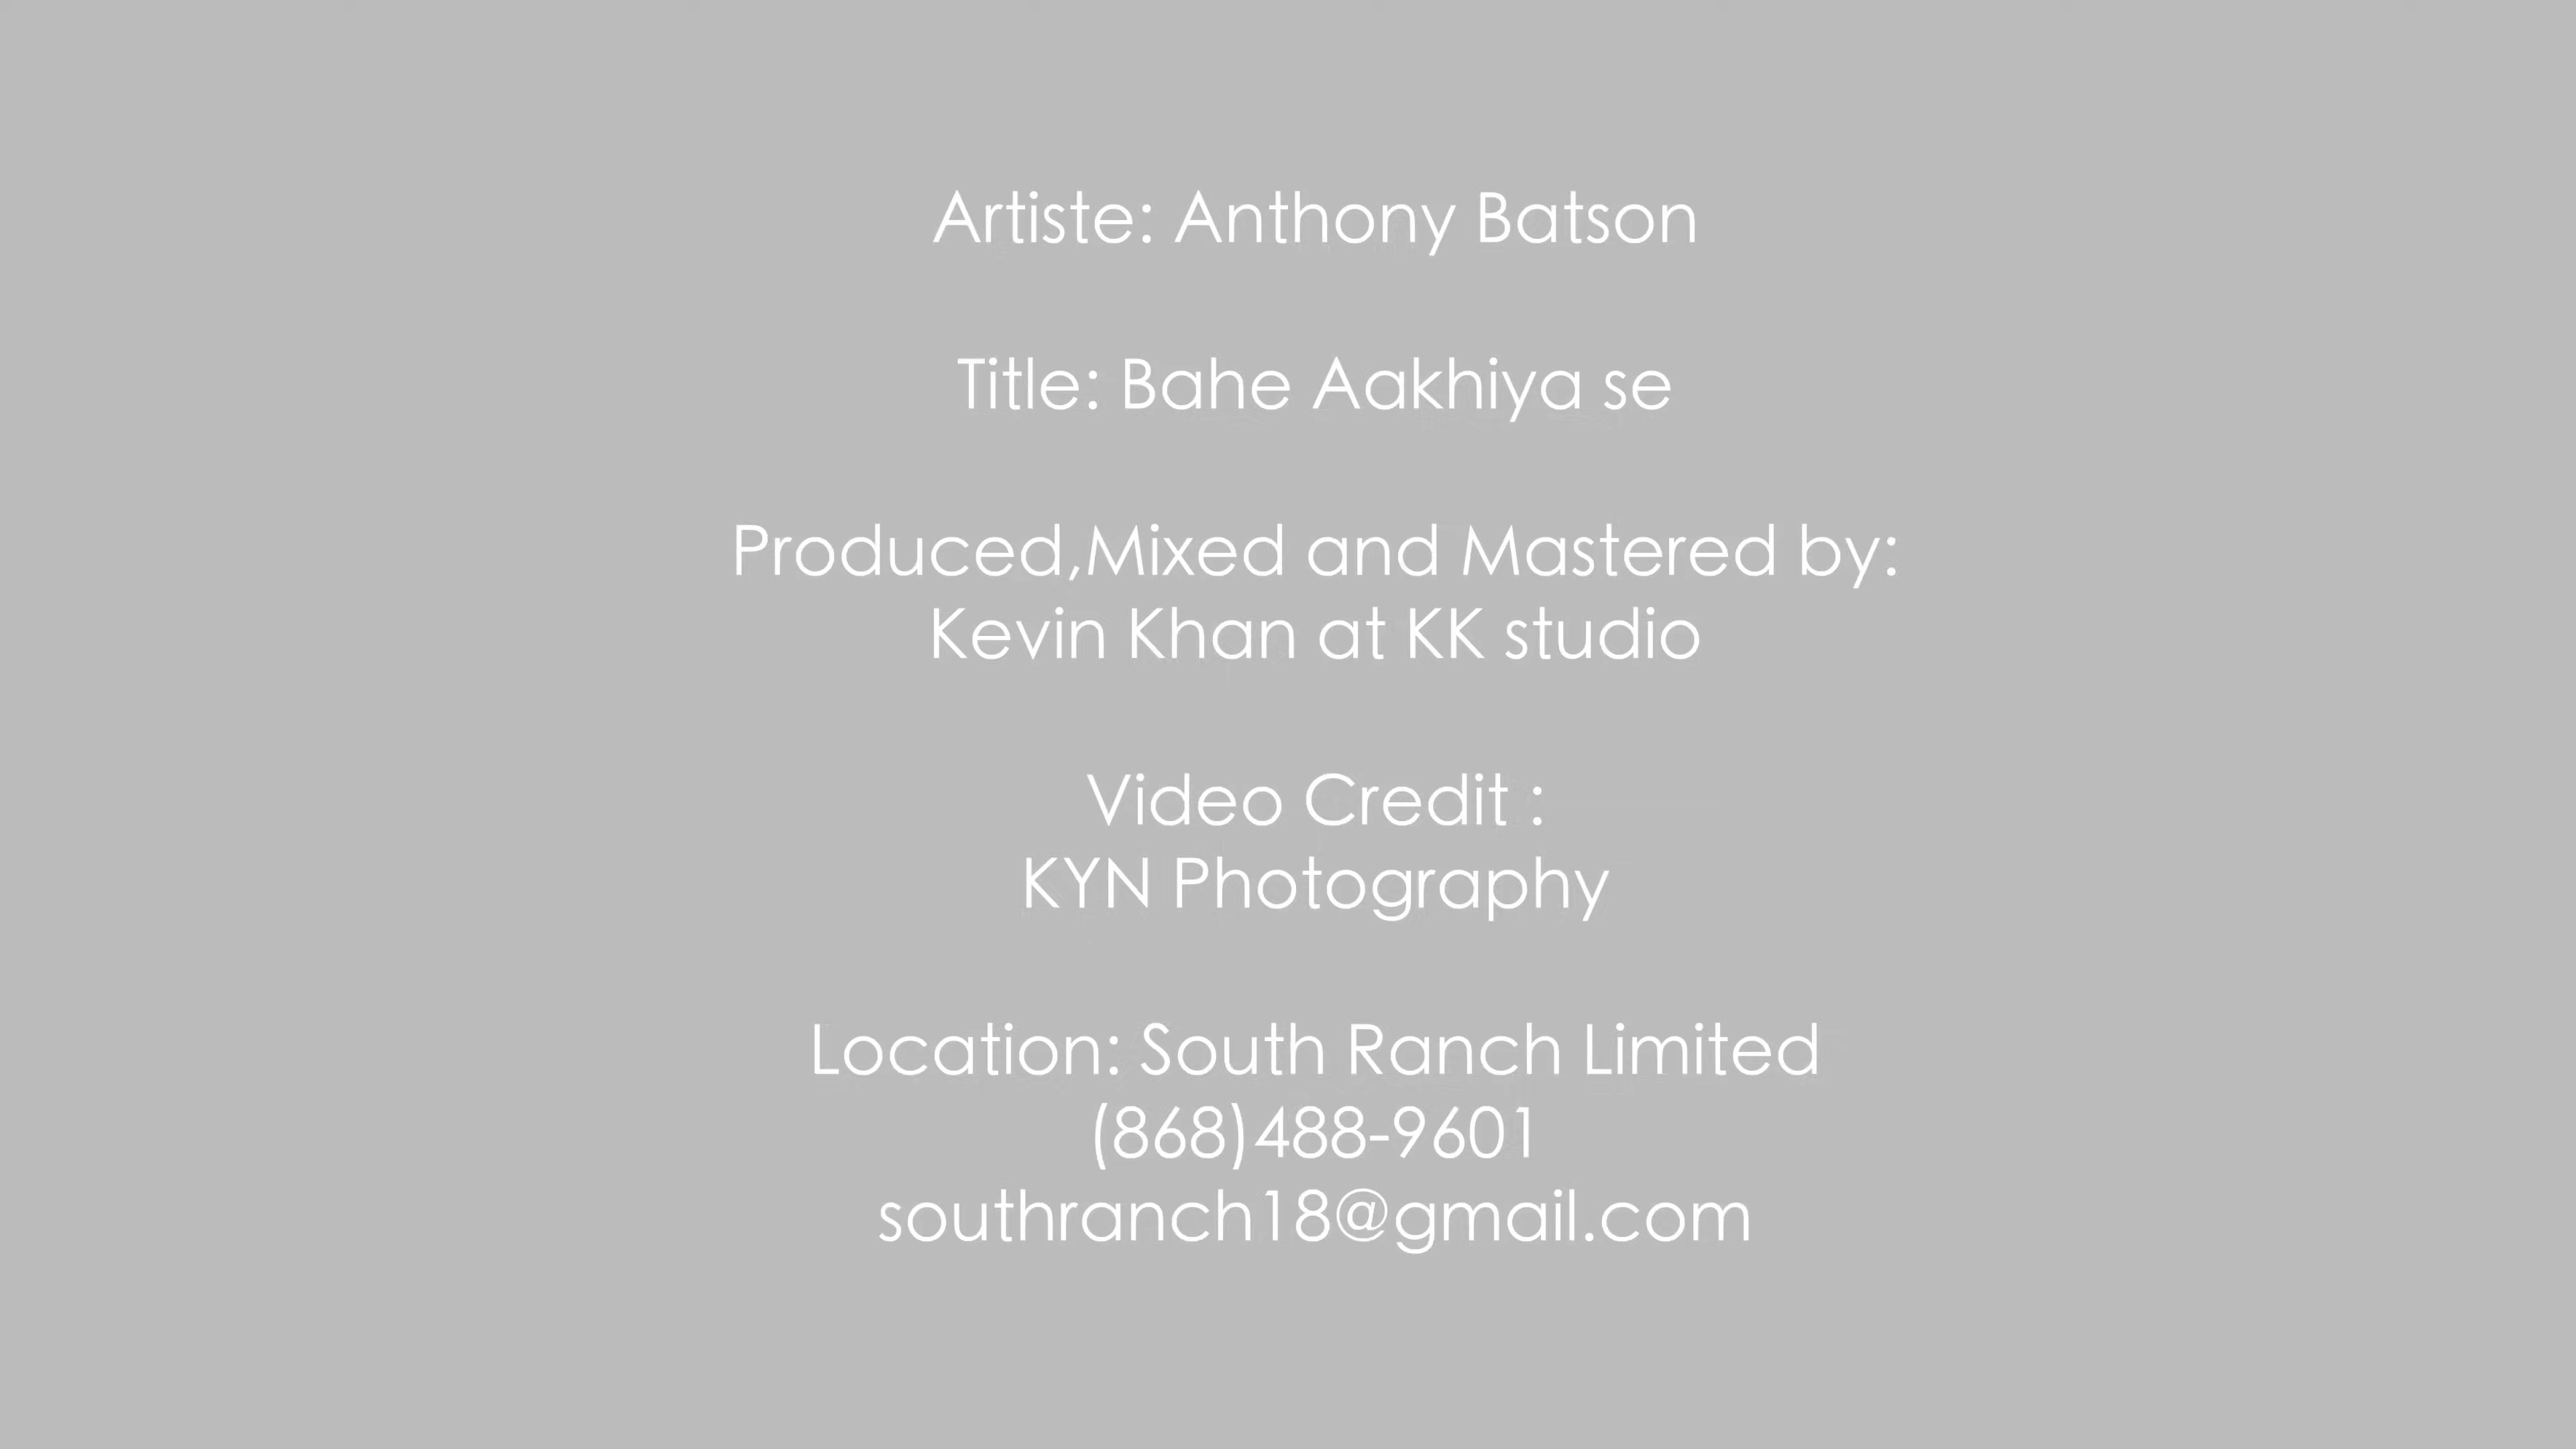 Artiste: Anthony Batson
Title: Bahe Aakhiya se
Produced,Mixed and Mastered by:
Kevin Khan at KK studio
Video Credit :
KYN Photography
Location: South Ranch Limited
(868)488-9601
southranch18@gmail.com